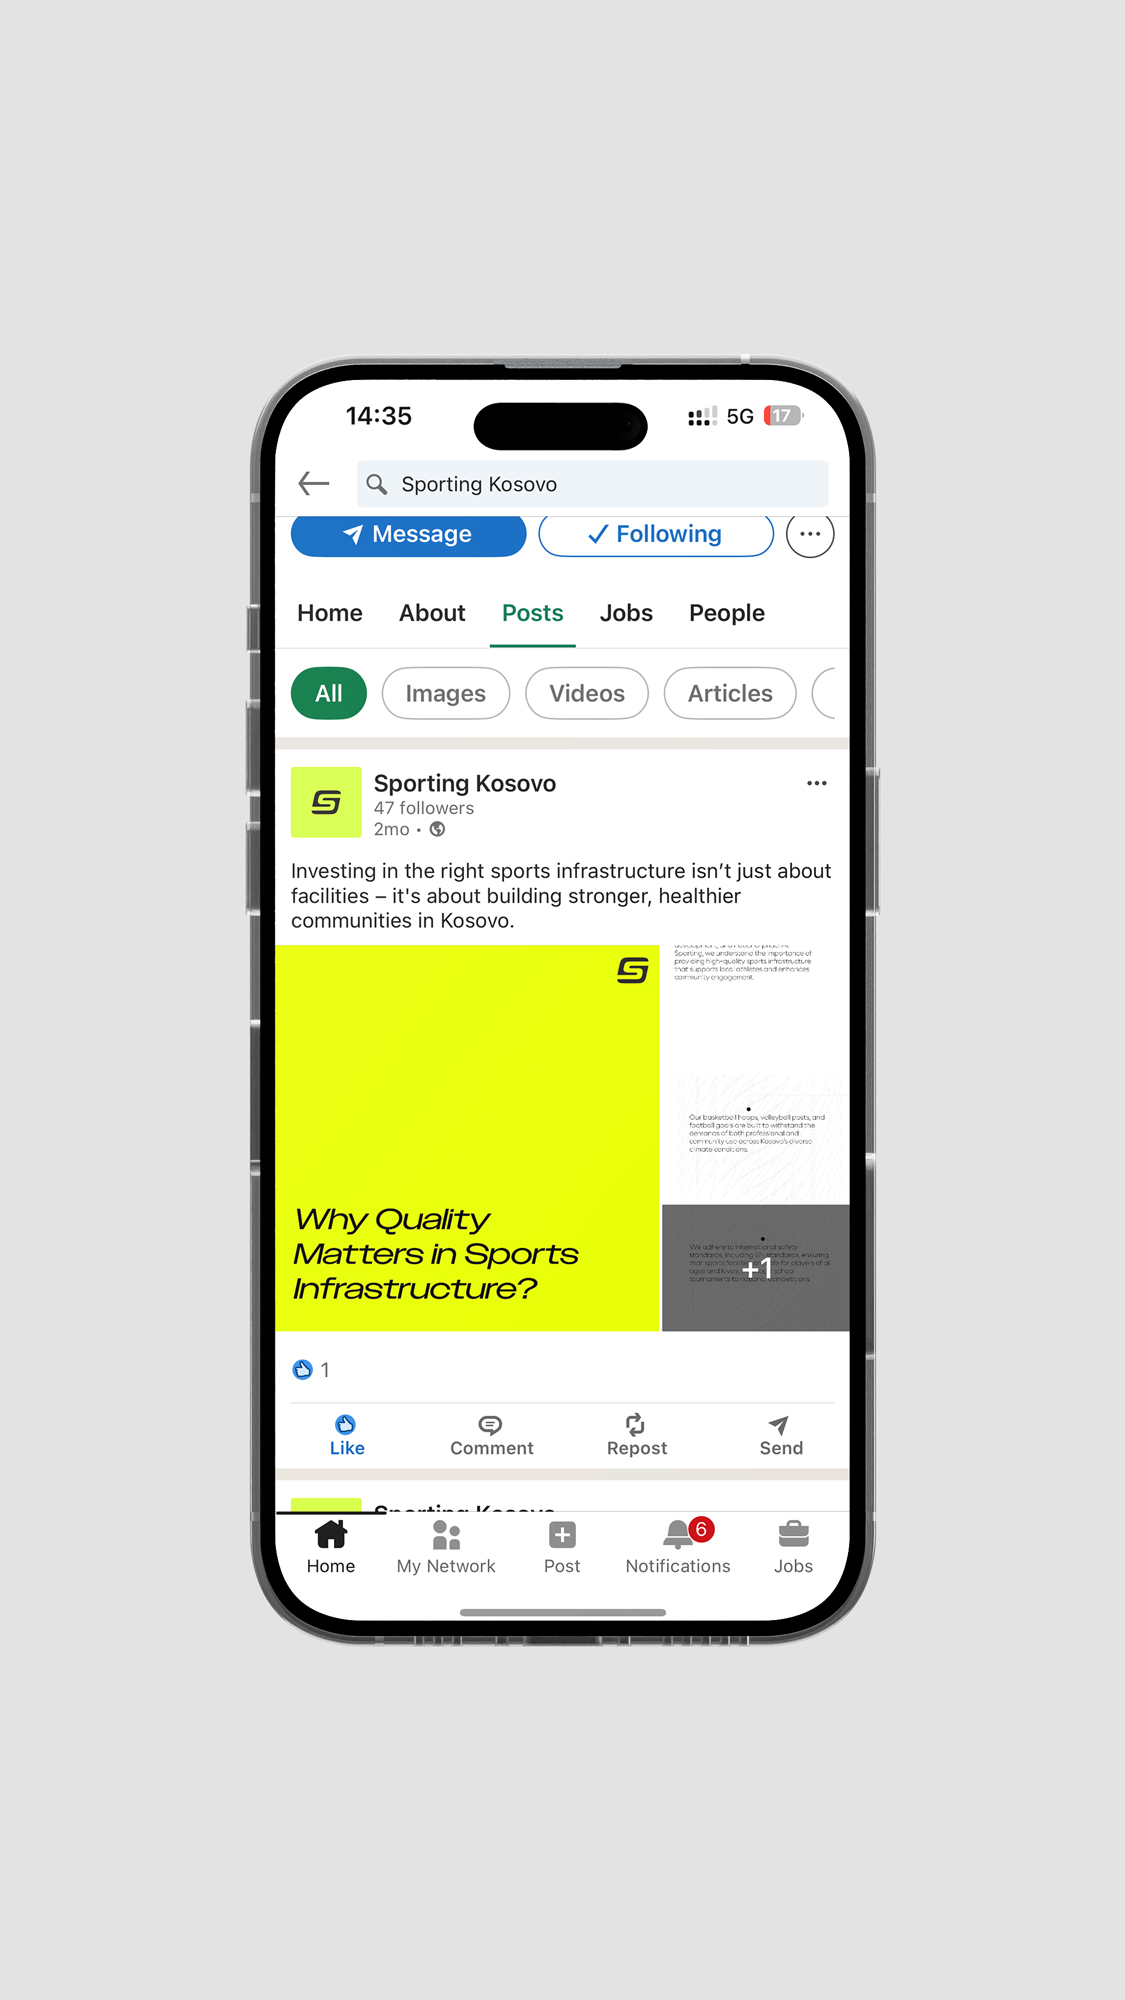 14:35
5G
17
Sporting Kosovo
Message
Following
Home
About
Posts
Jobs
People
All
Images
Videos
Articles
Sporting Kosovo
47 followers
2mo •
Investing in the right sports infrastructure isn’t just about
facilities – it's about building stronger, healthier
communities in Kosovo.
Why Quality
Matters in Sports
Infrastructure?
Sporting, we understand the importance of
providing high-quality sports infrastructure
that supports local athletes and enhances
community engagement.
Our basketball hoops, volleyball posts, and
football goals are built to withstand the
demands of both professional and
community use across Kosovo's diverse
climate conditions.
We adhere to international safety
standards, including standards, ensuring
that sports for players of all
ages and levels school
tournaments to national competitions.
+1
1
Like
Comment
Repost
Send
Sporting Kosovo
Home
My Network
Post
6
Notifications
Jobs